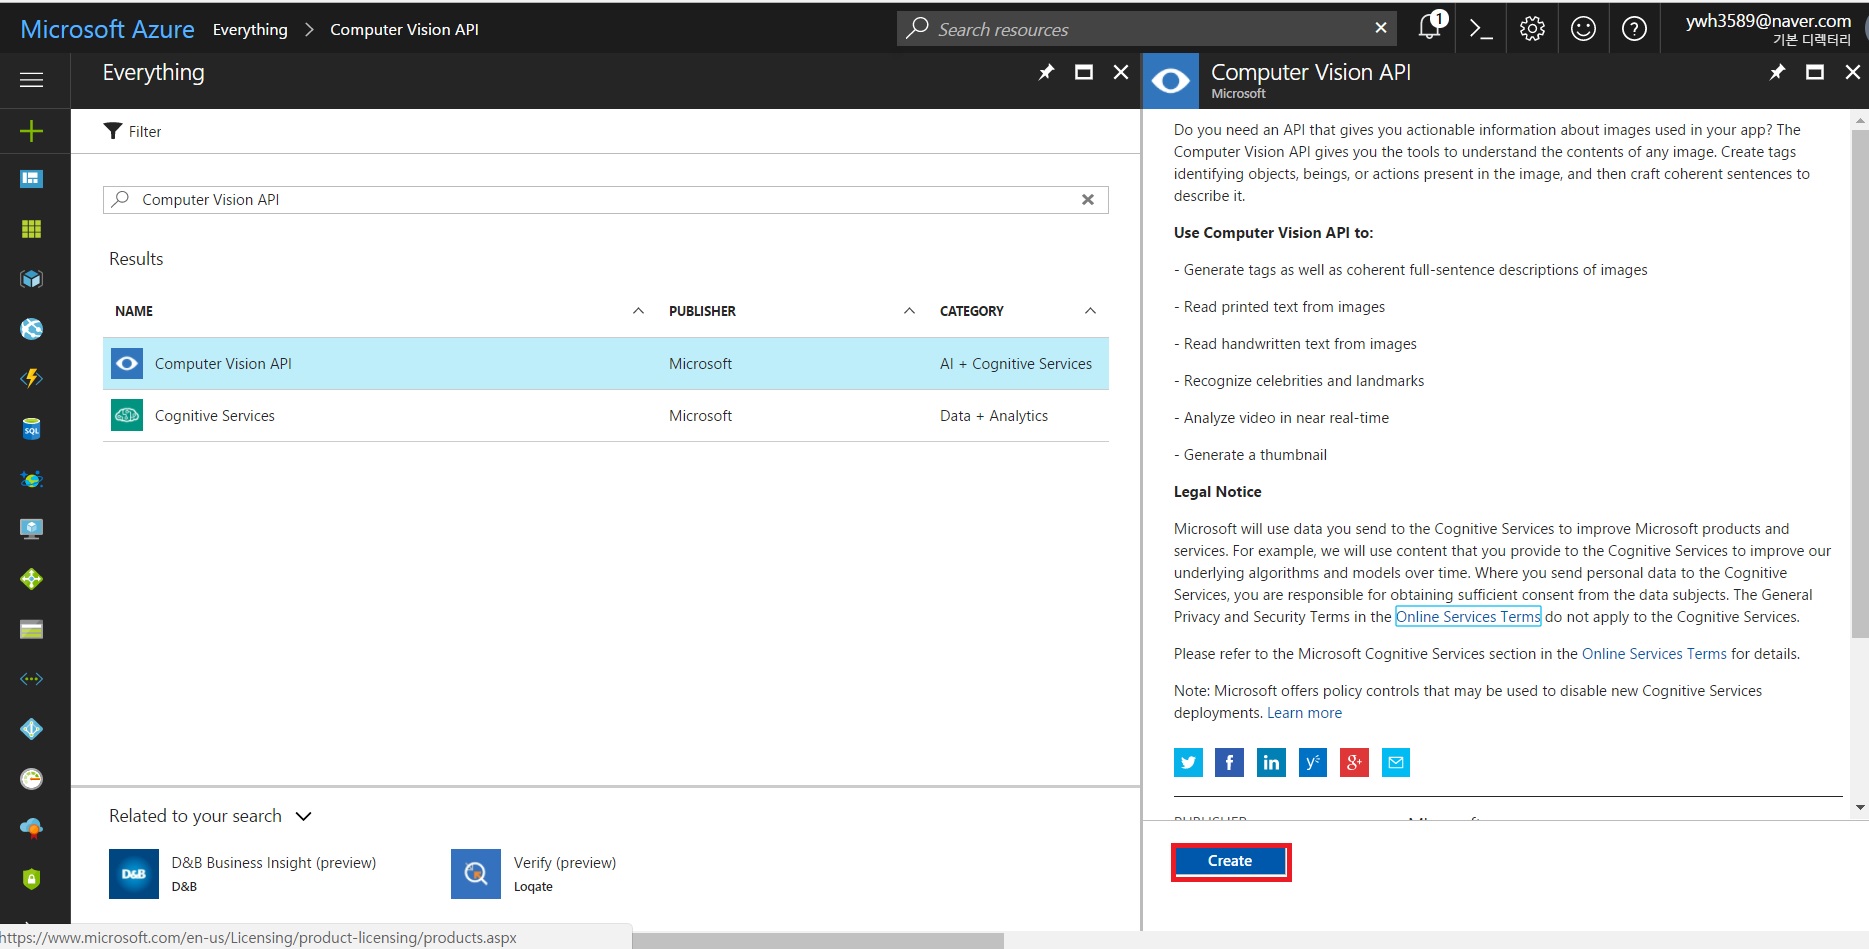 Microsoft Azure Everything > Computer Vision API
Search resources
1
ywh3589@naver.com
기본 디렉터리
Everything
Filter
Computer Vision API
Results
NAME PUBLISHER CATEGORY
Computer Vision API Microsoft AI + Cognitive Services
Cognitive Services Microsoft Data + Analytics
SQL
Related to your search
D&B
D&B Business Insight (preview)
D&B
Verify (preview)
Loqate
https://www.microsoft.com/en-us/Licensing/product-licensing/products.aspx
Computer Vision API
Microsoft
Do you need an API that gives you actionable information about images used in your app? The
Computer Vision API gives you the tools to understand the contents of any image. Create tags
identifying objects, beings, or actions present in the image, and then craft coherent sentences to
describe it.
Use Computer Vision API to:
- Generate tags as well as coherent full-sentence descriptions of images
- Read printed text from images
- Read handwritten text from images
- Recognize celebrities and landmarks
- Analyze video in near real-time
- Generate a thumbnail
Legal Notice
Microsoft will use data you send to the Cognitive Services to improve Microsoft products and
services. For example, we will use content that you provide to the Cognitive Services to improve our
underlying algorithms and models over time. Where you send personal data to the Cognitive
Services, you are responsible for obtaining sufficient consent from the data subjects. The General
Privacy and Security Terms in the Online Services Terms do not apply to the Cognitive Services.
Please refer to the Microsoft Cognitive Services section in the Online Services Terms for details.
Note: Microsoft offers policy controls that may be used to disable new Cognitive Services
deployments. Learn more
PUBLISHER Microsoft
Create